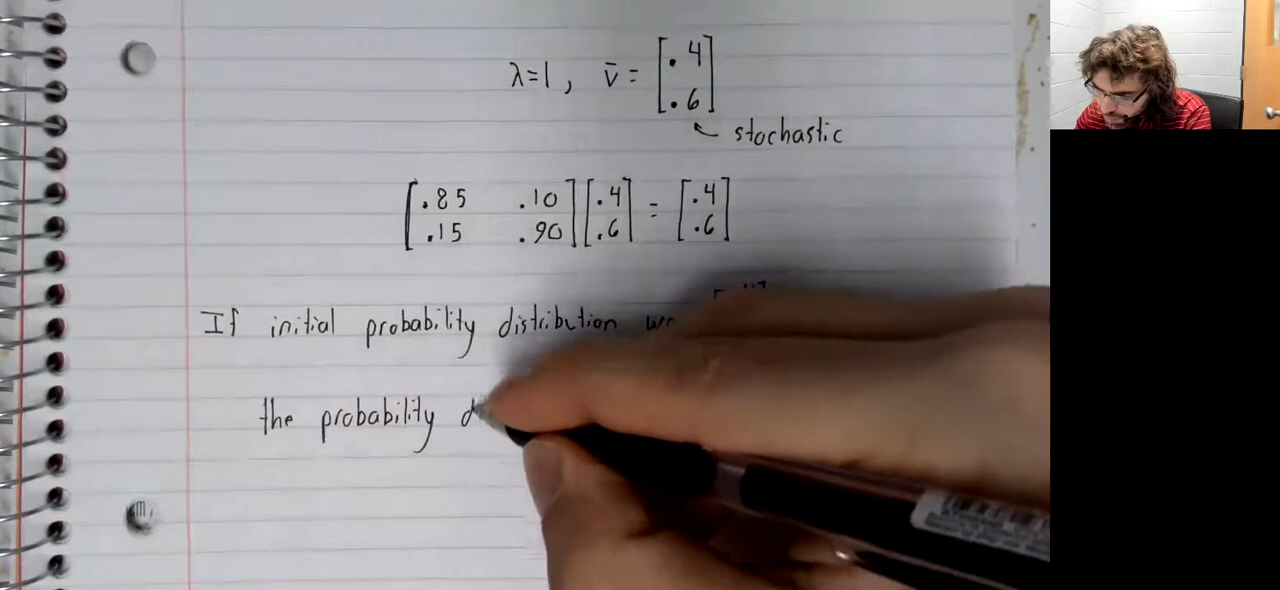 λ=1, v̄ = [.4 .6]
stochastic
[.85 .10 .15 .90] [.4 .6] = [.4 .6]
If initial probability distribution
the probability